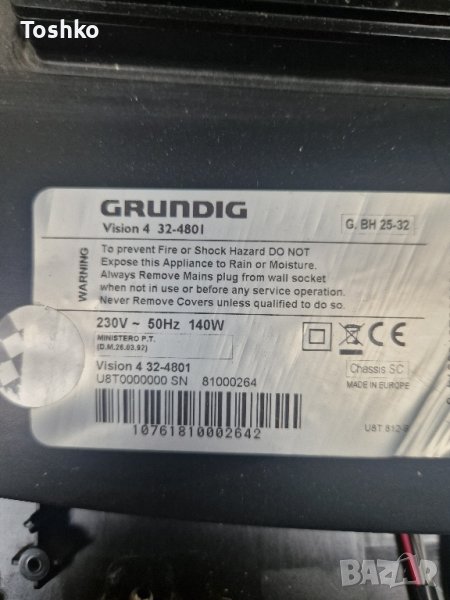 Toshko
GRUNDIG
Vision 4 32-4801
G. BH 25-32
WARNING
To prevent Fire or Shock Hazard DO NOT
Expose this Appliance to Rain or Moisture.
Always Remove Mains plug from wall socket
when not in use or before any service operation.
Never Remove Covers unless qualified to do so.
230V ~ 50Hz 140W
MINISTERO P.T.
(D.M.26.03.92)
CE
Vision 4 32-4801
U8T0000000 SN 81000264
Chassis SC
MADE IN EUROPE
10761810002642
U8T 812-
BAZAR